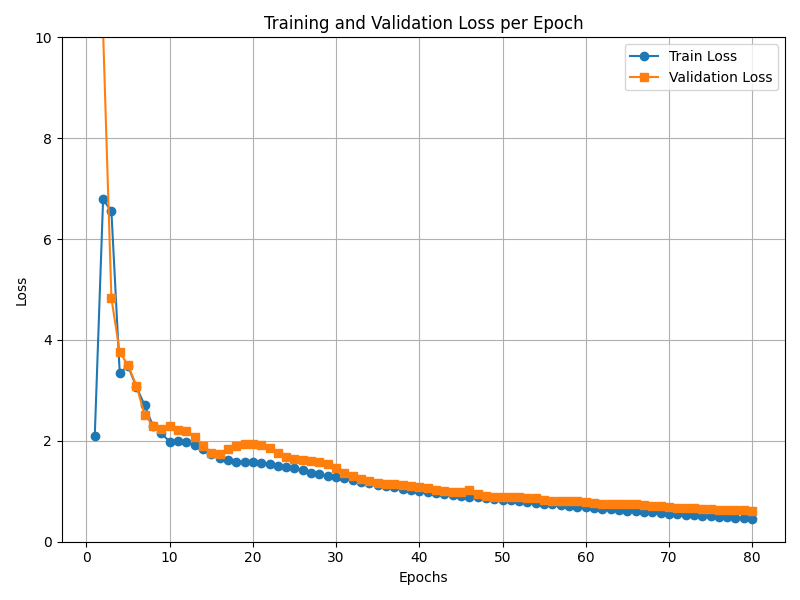 Training and Validation Loss per Epoch
Train Loss
Validation Loss
Loss
10
8
6
4
2
0
0 10 20 30 40 50 60 70 80
Epochs